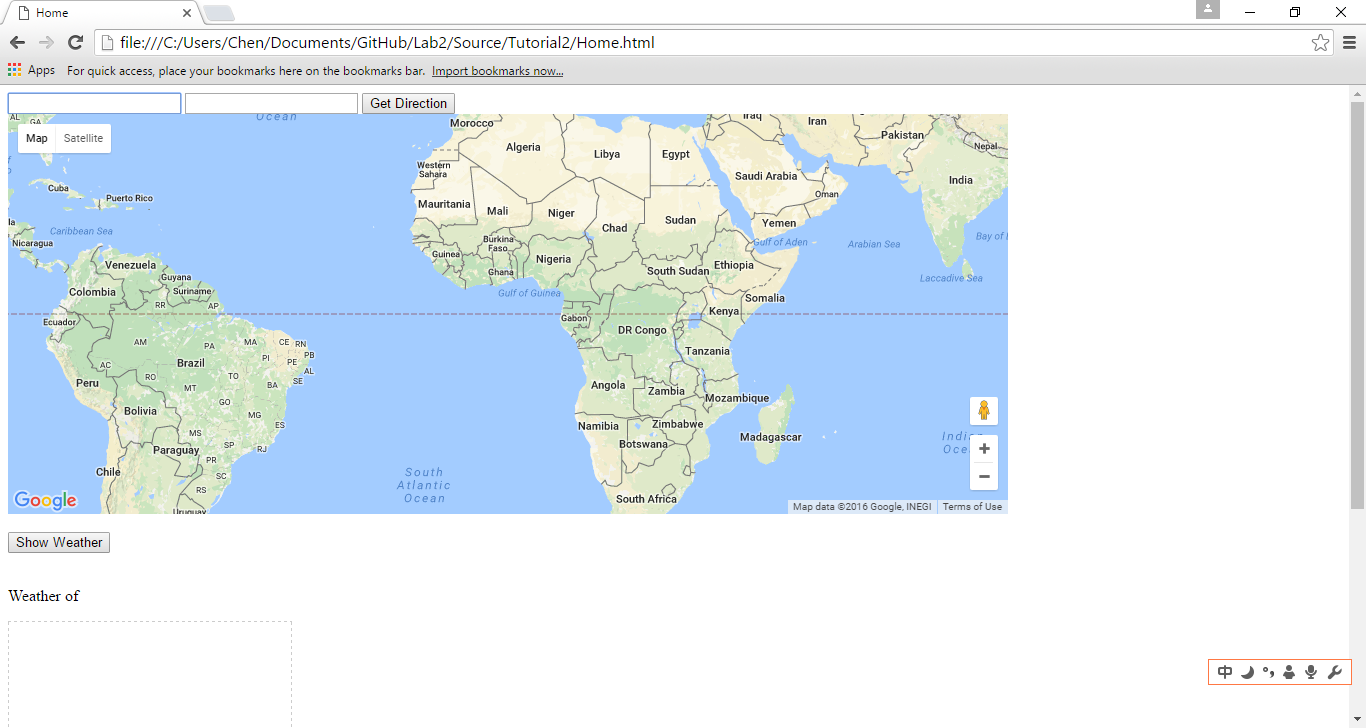 Home
file:///C:/Users/Chen/Documents/GitHub/Lab2/Source/Tutorial2/Home.html
Apps For quick access, place your bookmarks here on the bookmarks bar. Import bookmarks now...
Get Direction
Map Satellite
Ocean
AL GA
Morocco
Algeria
Libya
Egypt
Iraq
Iran
Pakistan
Nepal
Western
Sahara
Saudi Arabia
India
Cuba
Puerto Rico
Oman
Mauritania
Mali
Niger
Chad
Sudan
Yemen
la
Caribbean Sea
Nicaragua
Burkina
Faso
Gulf of Aden
Arabian Sea
Bay of
Guinea
Ghana
Nigeria
South Sudan
Ethiopia
Venezuela
Guyana
Suriname
Colombia
Laccadive Sea
Gulf of Guinea
Somalia
RR
AP
Kenya
Ecuador
Gabon
DR Congo
AM
PA
MA
CE
RN
PB
Tanzania
Brazil
PI
PE
AL
AC
RO
TO
BA
SE
Peru
MT
Angola
Zambia
Mozambique
GO
Bolivia
MG
ES
Namibia
Zimbabwe
MS
SP
RJ
Botswana
Madagascar
Paraguay
PR
Chile
SC
South
Atlantic
Ocean
RS
South Africa
Uruguay
Google
Map data ©2016 Google, INEGI Terms of Use
Show Weather
Weather of
中